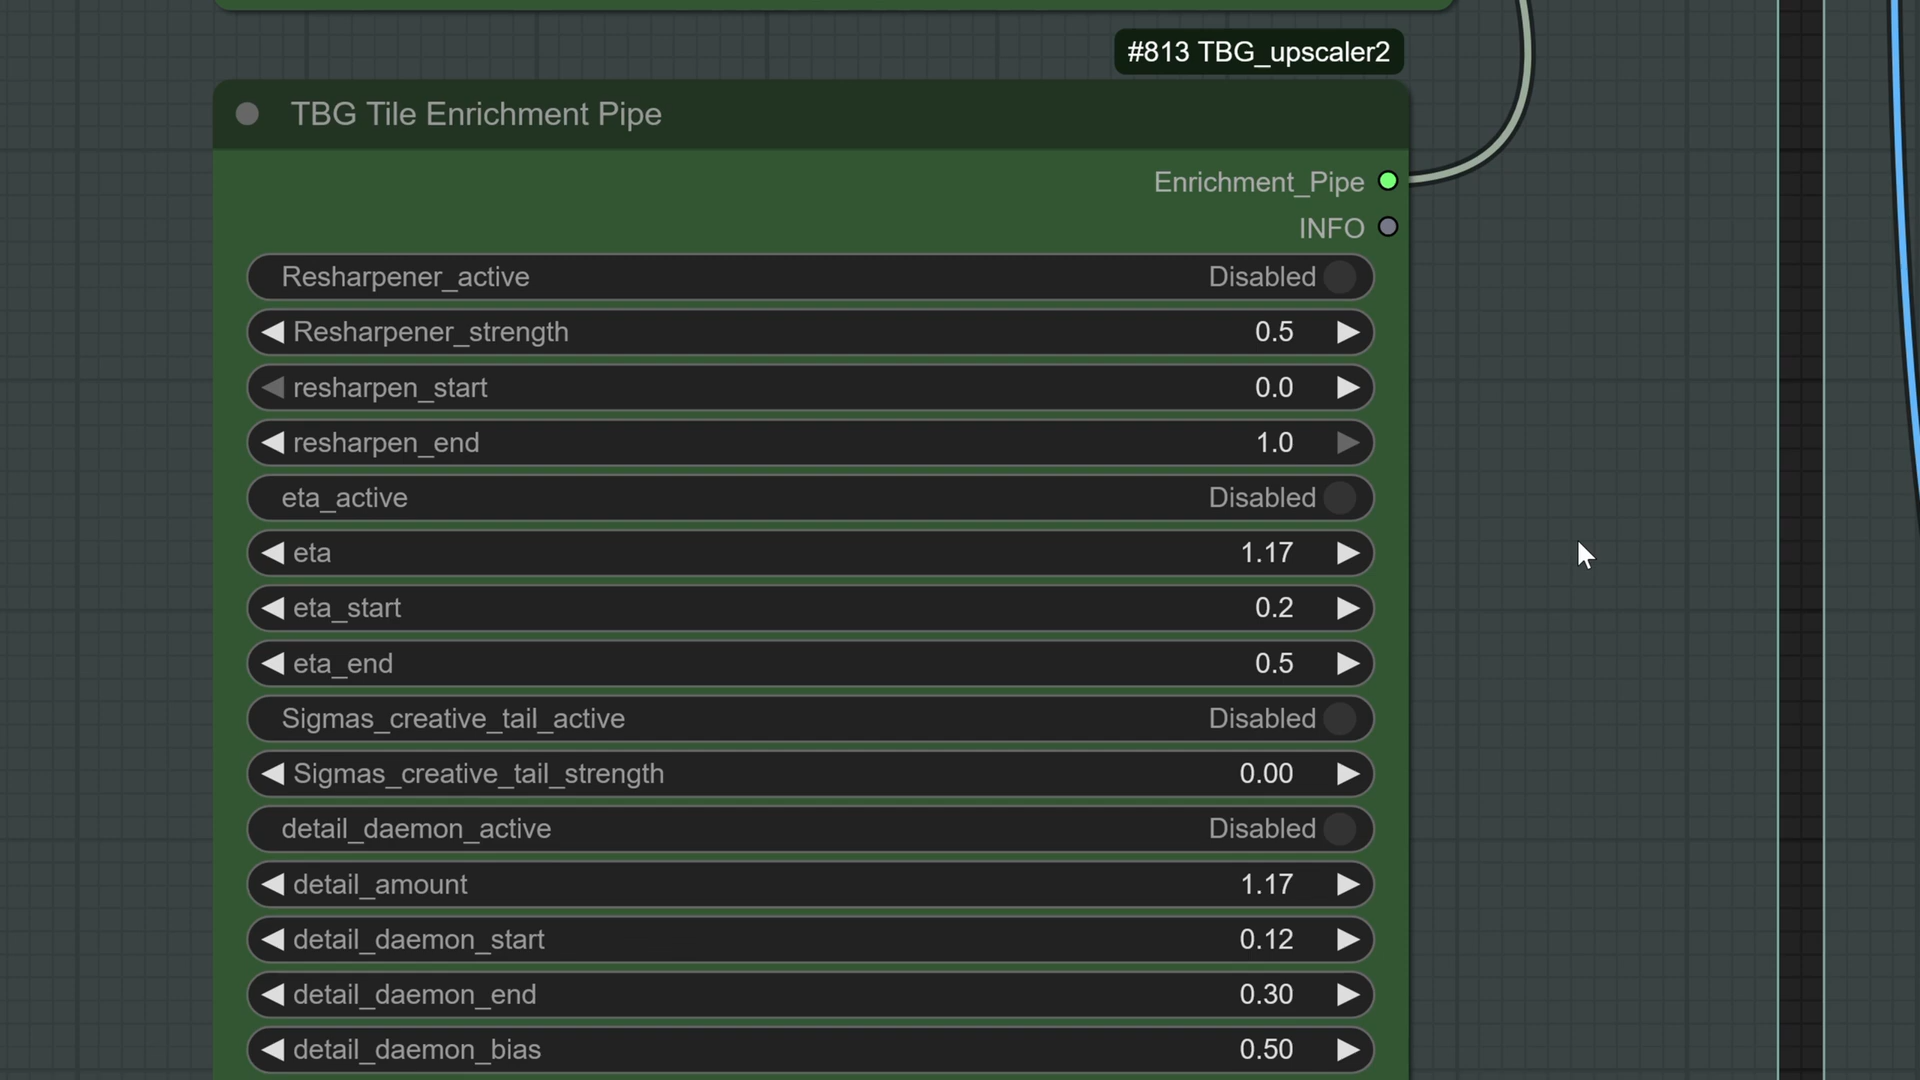 #813 TBG_upscaler2
TBG Tile Enrichment Pipe
Enrichment_Pipe
INFO
Resharpener_active Disabled
Resharpener_strength 0.5
resharpen_start 0.0
resharpen_end 1.0
eta_active Disabled
eta 1.17
eta_start 0.2
eta_end 0.5
Sigmas_creative_tail_active Disabled
Sigmas_creative_tail_strength 0.00
detail_daemon_active Disabled
detail_amount 1.17
detail_daemon_start 0.12
detail_daemon_end 0.30
detail_daemon_bias 0.50